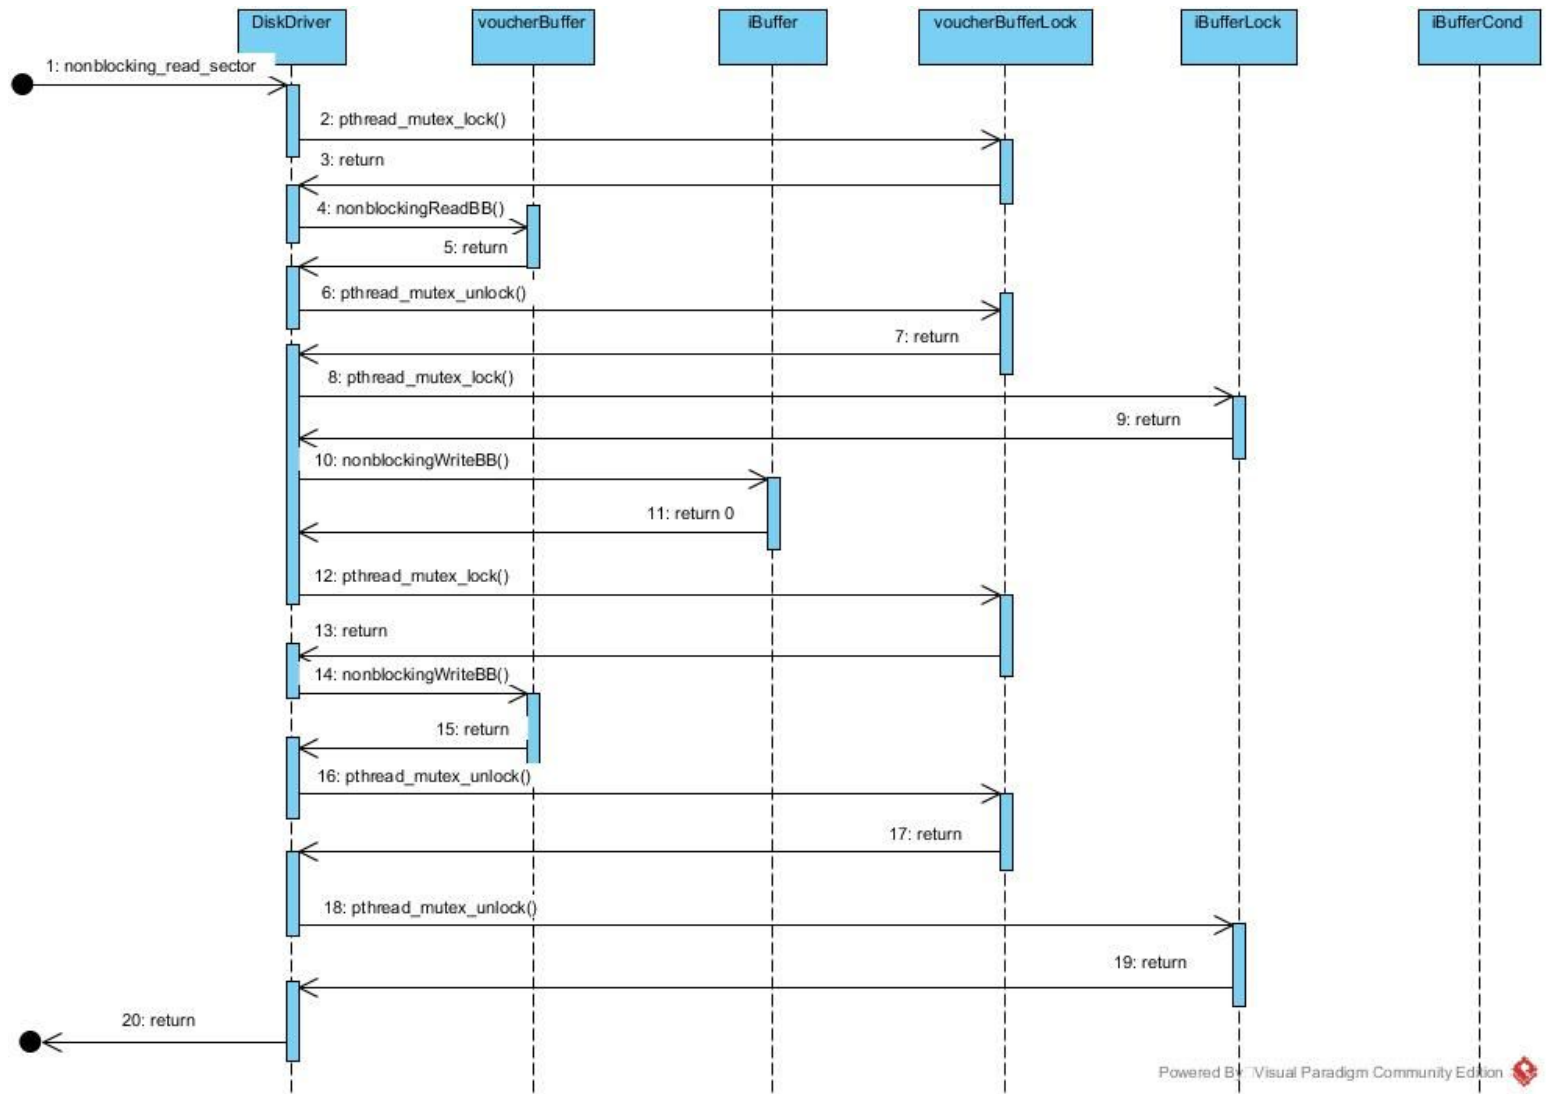 DiskDriver
voucherBuffer
iBuffer
voucherBufferLock
iBufferLock
iBufferCond
1: nonblocking_read_sector
2: pthread_mutex_lock()
3: return
4: nonblockingReadBB()
5: return
6: pthread_mutex_unlock()
7: return
8: pthread_mutex_lock()
9: return
10: nonblockingWriteBB()
11: return 0
12: pthread_mutex_lock()
13: return
14: nonblockingWriteBB()
15: return
16: pthread_mutex_unlock()
17: return
18: pthread_mutex_unlock()
19: return
20: return
Powered By Visual Paradigm Community Edition